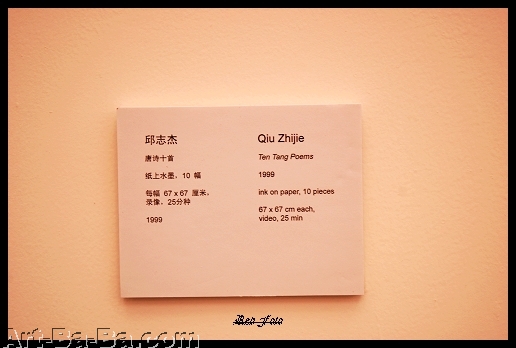 邱志杰
唐诗十首
纸上水墨，10 幅
每幅 67 x 67 厘米，
录像，25分种
1999
Qiu Zhijie
Ten Tang Poems
1999
ink on paper, 10 pieces
67 x 67 cm each,
video, 25 min
Ben Foto
Art-Ba-Ba.com